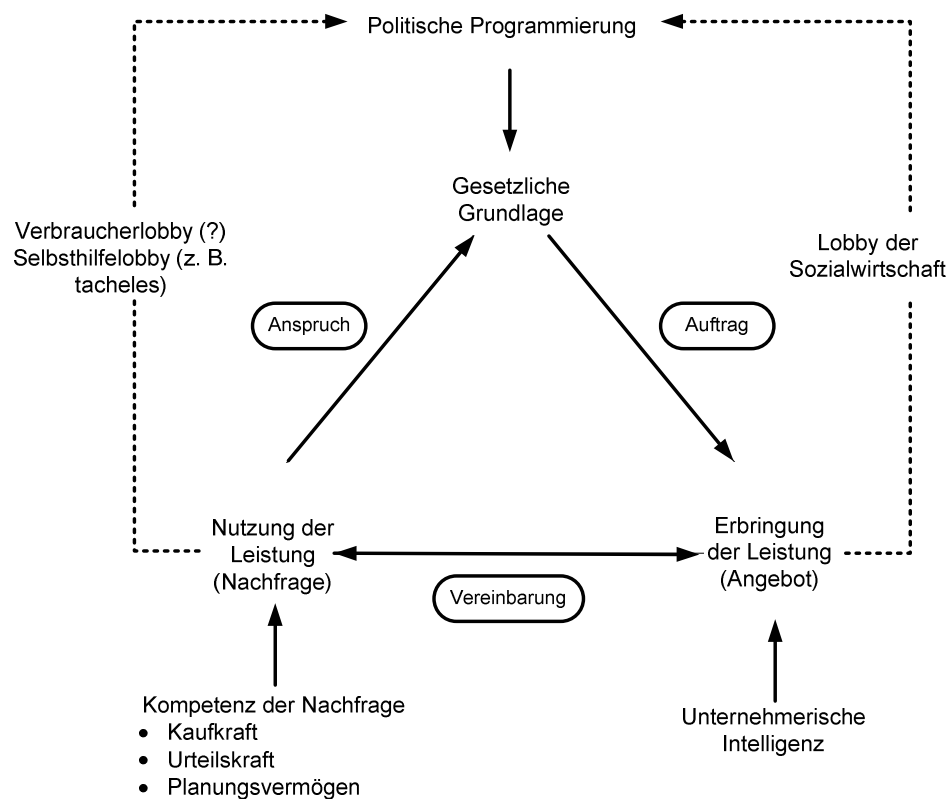 Politische Programmierung
Gesetzliche
Grundlage
Verbraucherlobby (?)
Selbsthilfelobby (z. B.
tacheles)
Lobby der
Sozialwirtschaft
Anspruch
Auftrag
Nutzung der
Leistung
(Nachfrage)
Erbringung
der Leistung
(Angebot)
Vereinbarung
Kompetenz der Nachfrage
• Kaufkraft
• Urteilskraft
• Planungsvermögen
Unternehmerische
Intelligenz